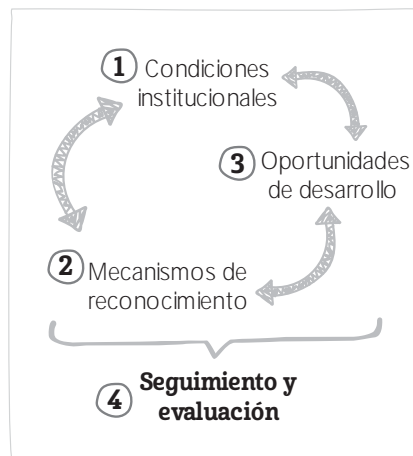 1 Condiciones
institucionales
3 Oportunidades
de desarrollo
2 Mecanismos de
reconocimiento
4 Seguimiento y
evaluación